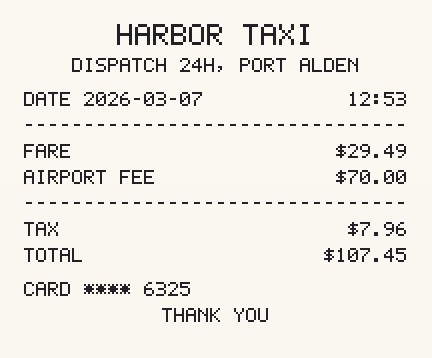 HARBOR TAXI
DISPATCH 24H, PORT ALDEN
DATE 2026-03-07 12:53
--------------------------------
FARE $29.49
AIRPORT FEE $70.00
--------------------------------
TAX $7.96
TOTAL $107.45
CARD **** 6325
THANK YOU